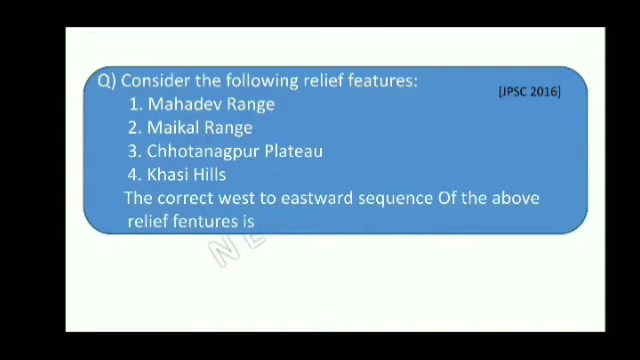 Q) Consider the following relief features:
[JPSC 2016]
1. Mahadev Range
2. Maikal Range
3. Chhotanagpur Plateau
4. Khasi Hills
The correct west to eastward sequence Of the above
relief fentures is
NE